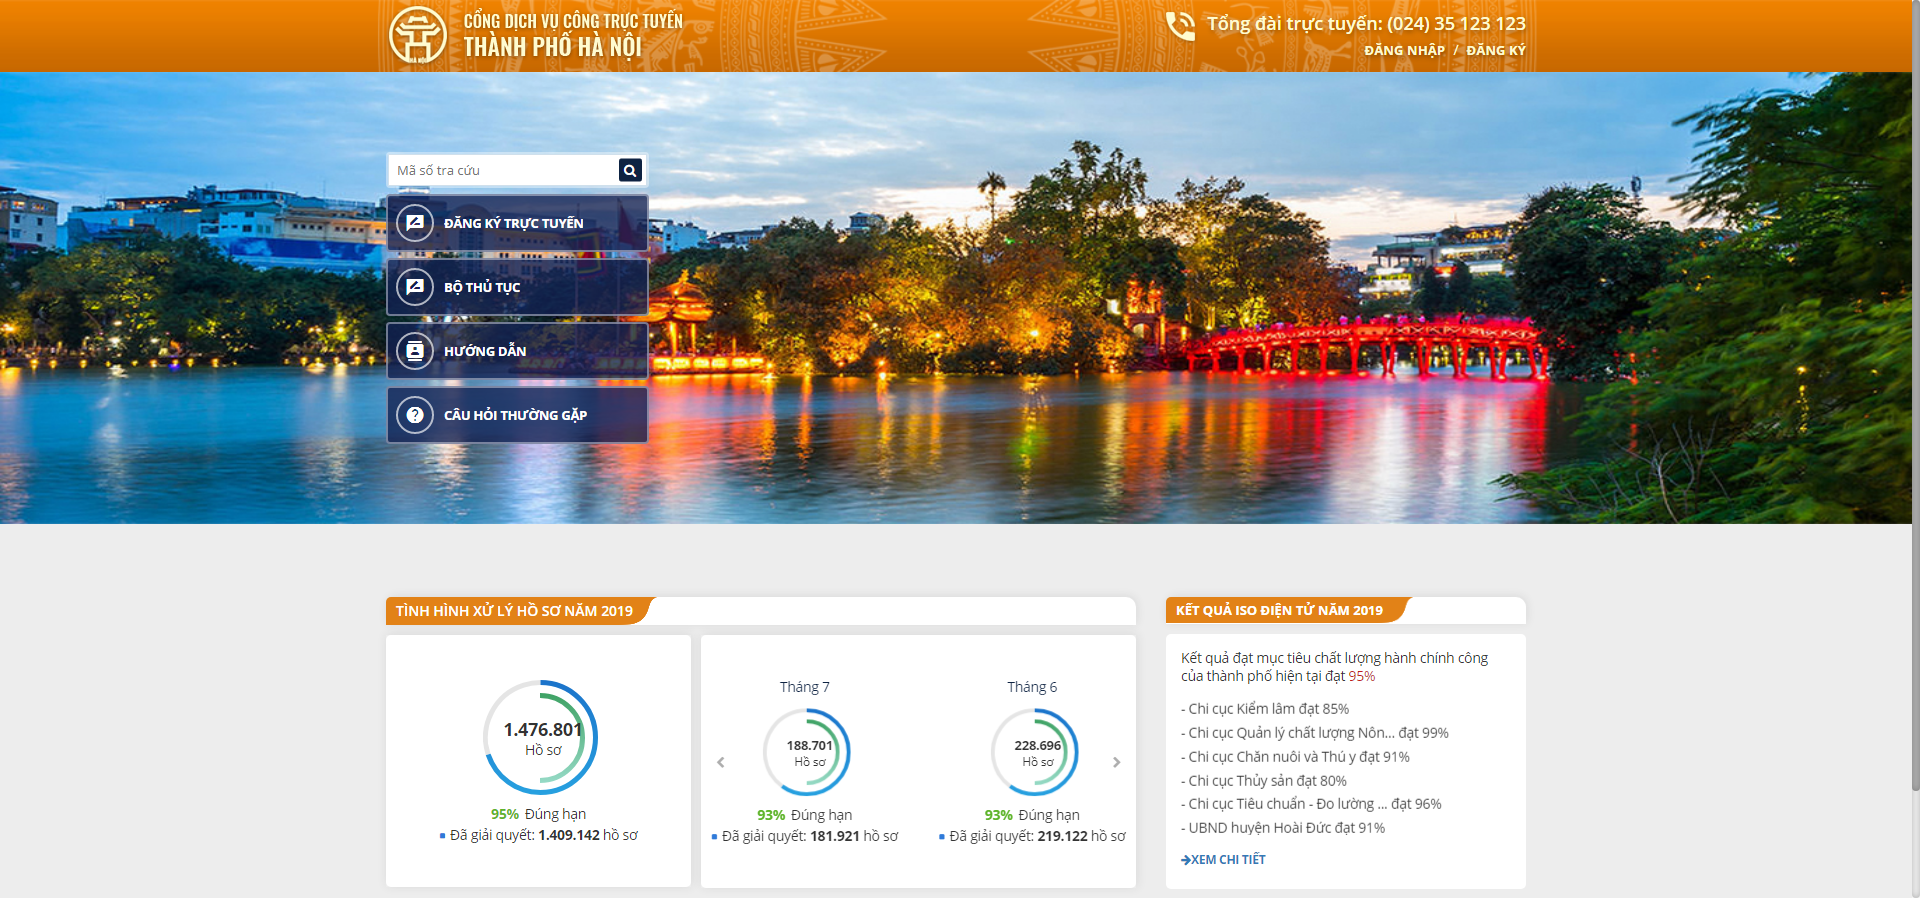 CỔNG DỊCH VỤ CÔNG TRỰC TUYẾN
THÀNH PHỐ HÀ NỘI
HÀ NỘI
Tổng đài trực tuyến: (024) 35 123 123
ĐĂNG NHẬP / ĐĂNG KÝ
Mã số tra cứu
ĐĂNG KÝ TRỰC TUYẾN
BỘ THỦ TỤC
HƯỚNG DẪN
CÂU HỎI THƯỜNG GẶP
TÌNH HÌNH XỬ LÝ HỒ SƠ NĂM 2019
1.476.801
Hồ sơ
95% Đúng hạn
Đã giải quyết: 1.409.142 hồ sơ
Tháng 7
188.701
Hồ sơ
93% Đúng hạn
Đã giải quyết: 181.921 hồ sơ
Tháng 6
228.696
Hồ sơ
93% Đúng hạn
Đã giải quyết: 219.122 hồ sơ
KẾT QUẢ ISO ĐIỆN TỬ NĂM 2019
Kết quả đạt mục tiêu chất lượng hành chính công
của thành phố hiện tại đạt 95%
- Chi cục Kiểm lâm đạt 85%
- Chi cục Quản lý chất lượng Nôn... đạt 99%
- Chi cục Chăn nuôi và Thú y đạt 91%
- Chi cục Thủy sản đạt 80%
- Chi cục Tiêu chuẩn - Đo lường ... đạt 96%
- UBND huyện Hoài Đức đạt 91%
XEM CHI TIẾT